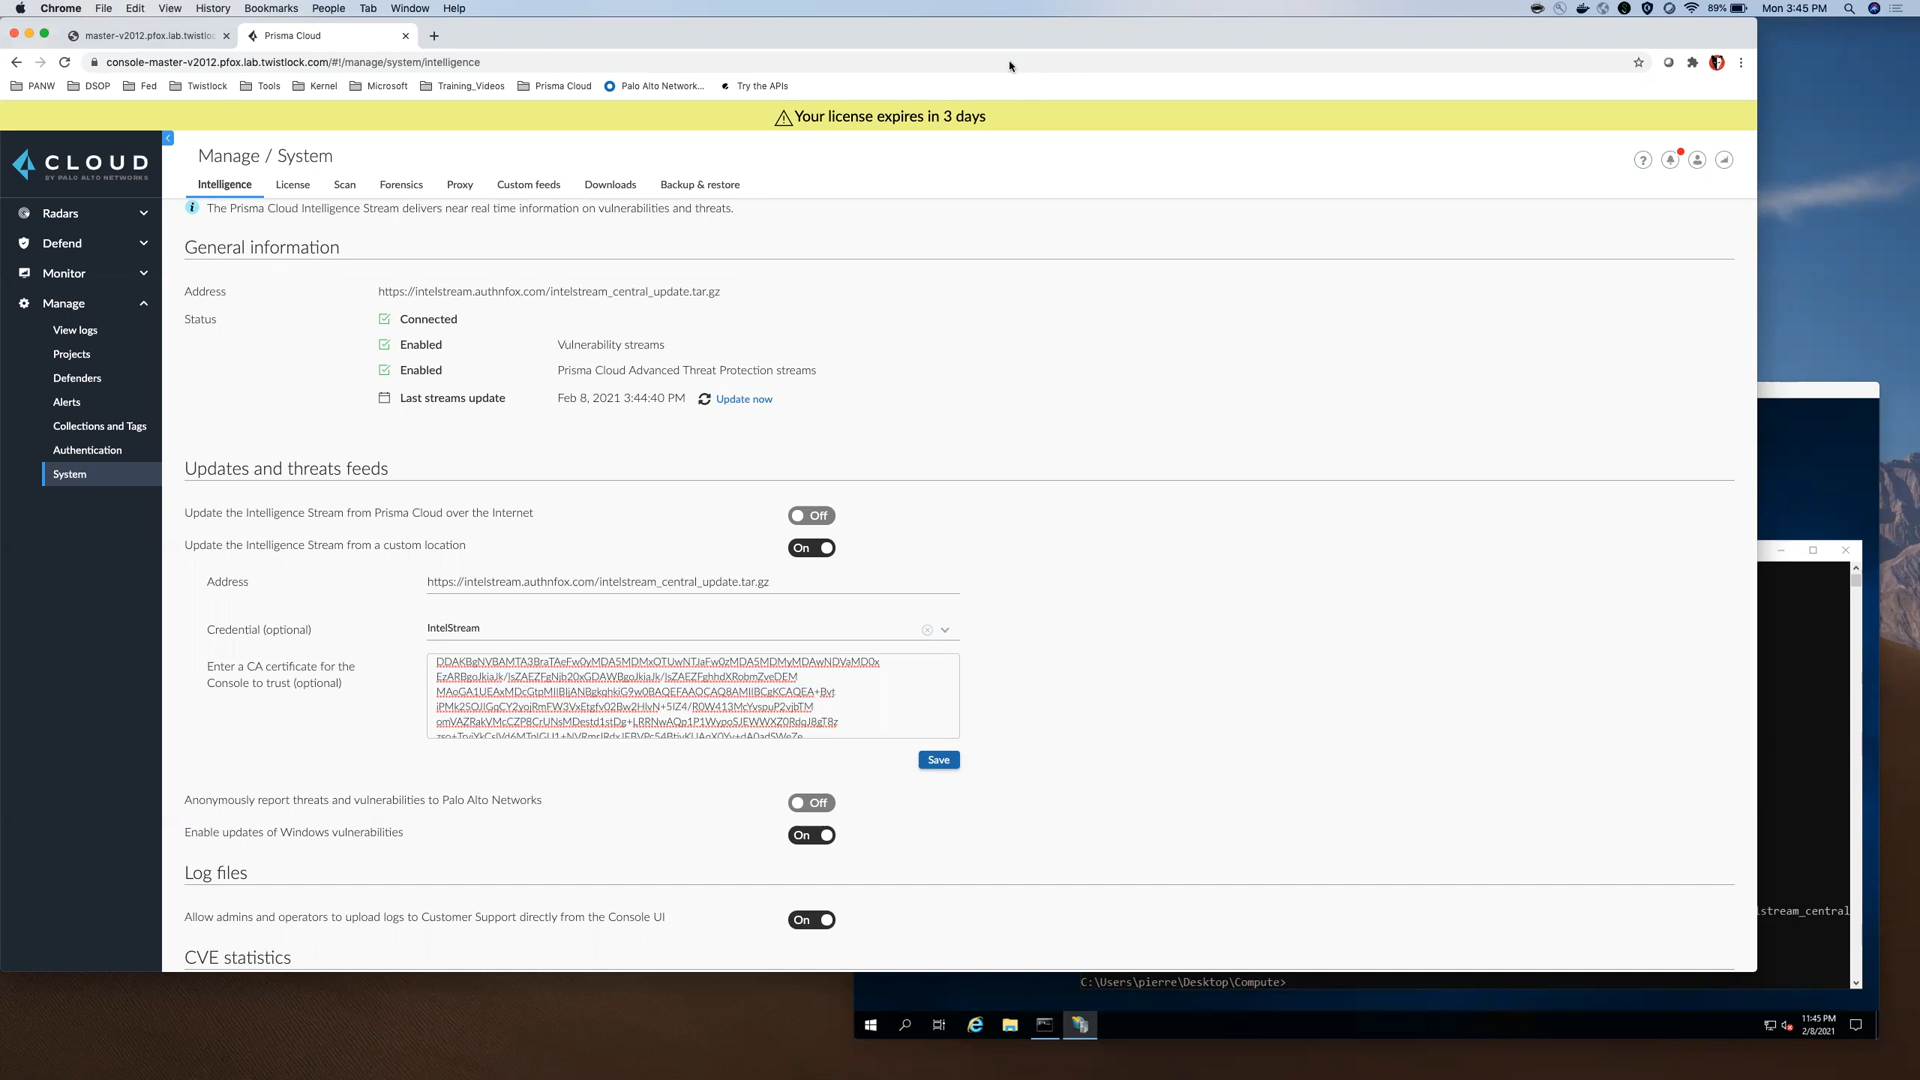 Chrome File Edit View History Bookmarks People Tab Window Help 89% Mon 3:45 PM
master-v2012.pfox.lab.twistlo Prisma Cloud
console-master-v2012.pfox.lab.twistlock.com/#!/manage/system/intelligence
PANW DSOP Fed Twistlock Tools Kernel Microsoft Training_Videos Prisma Cloud Palo Alto Network... Try the APIs
Your license expires in 3 days
CLOUD
BY PALO ALTO NETWORKS
Manage / System
Intelligence License Scan Forensics Proxy Custom feeds Downloads Backup & restore
Radars
Defend
Monitor
Manage
View logs
Projects
Defenders
Alerts
Collections and Tags
Authentication
System
The Prisma Cloud Intelligence Stream delivers near real time information on vulnerabilities and threats.
General information
Address https://intelstream.authnfox.com/intelstream_central_update.tar.gz
Status Connected
Enabled Vulnerability streams
Enabled Prisma Cloud Advanced Threat Protection streams
Last streams update Feb 8, 2021 3:44:40 PM Update now
Updates and threats feeds
Update the Intelligence Stream from Prisma Cloud over the Internet Off
Update the Intelligence Stream from a custom location On
Address https://intelstream.authnfox.com/intelstream_central_update.tar.gz
Credential (optional) IntelStream
Enter a CA certificate for the
Console to trust (optional)
Save
Anonymously report threats and vulnerabilities to Palo Alto Networks Off
Enable updates of Windows vulnerabilities On
Log files
Allow admins and operators to upload logs to Customer Support directly from the Console UI On
CVE statistics
lstream_central
C:\Users\pierre\Desktop\Compute>
11:45 PM
2/8/2021